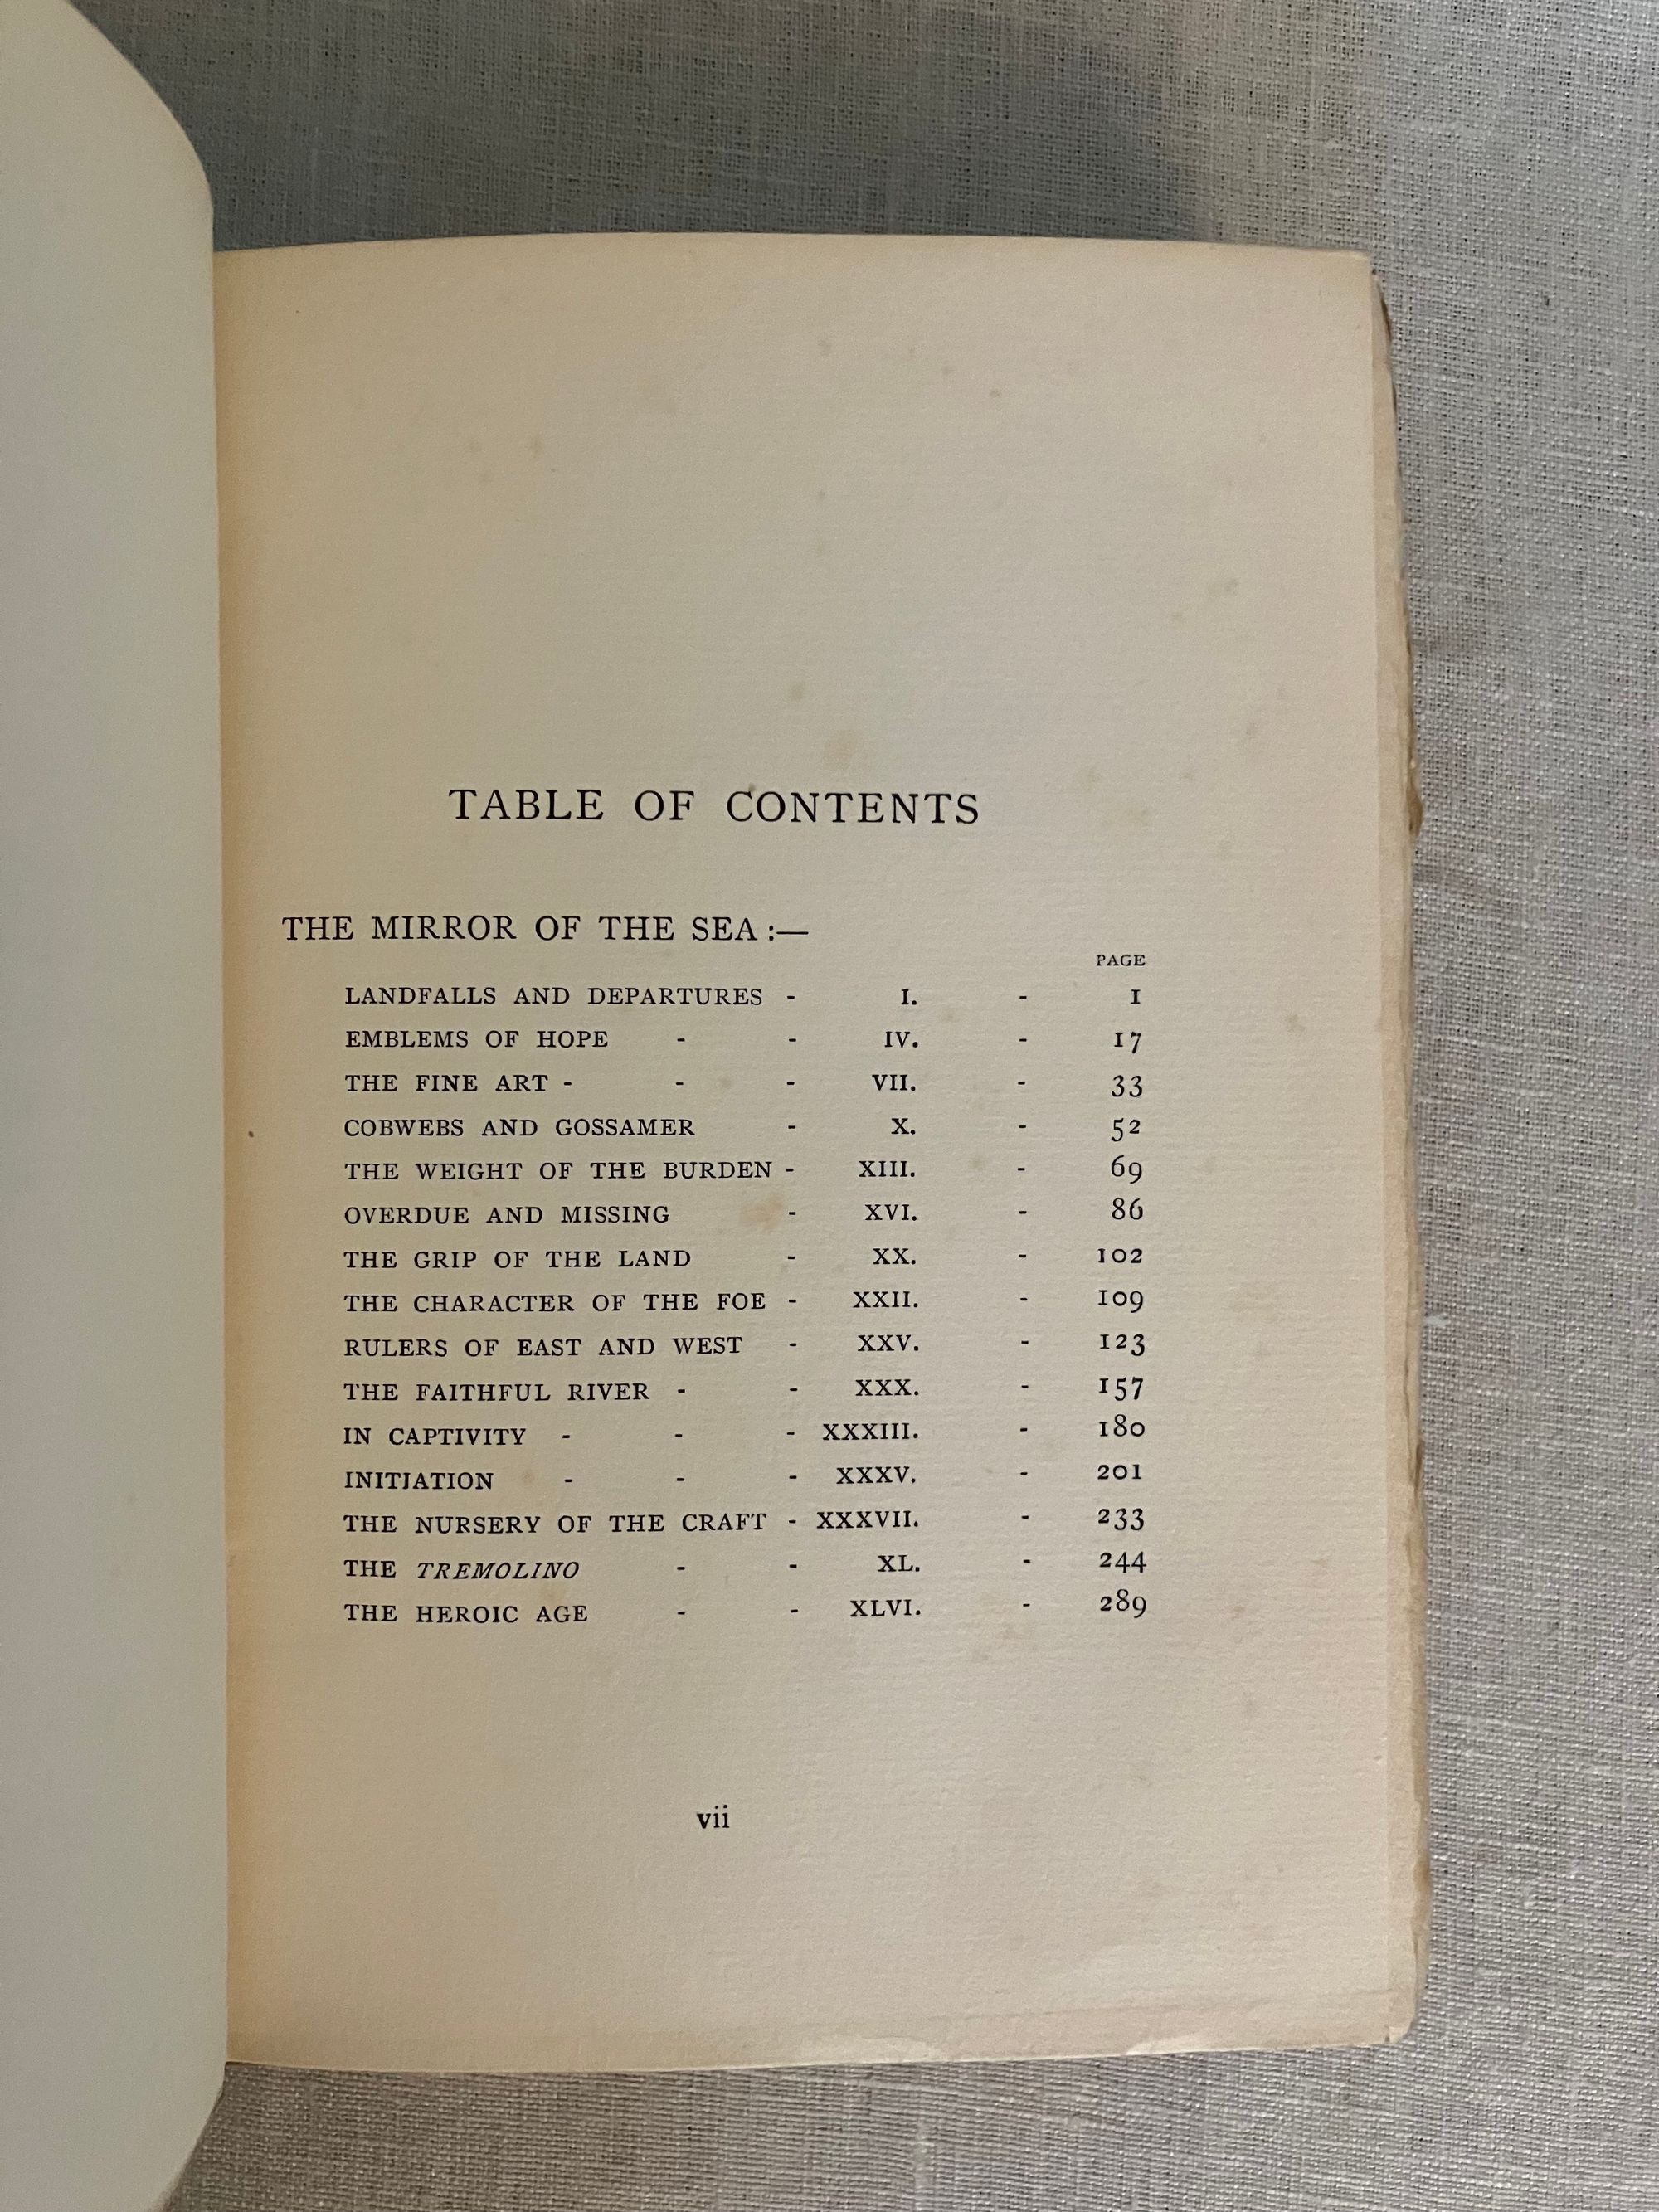 TABLE OF CONTENTS
THE MIRROR OF THE SEA :—
PAGE
LANDFALLS AND DEPARTURES - I. - 1
EMBLEMS OF HOPE - - IV. - 17
THE FINE ART - - - VII. - 33
COBWEBS AND GOSSAMER - X. - 52
THE WEIGHT OF THE BURDEN - XIII. - 69
OVERDUE AND MISSING - XVI. - 86
THE GRIP OF THE LAND - XX. - 102
THE CHARACTER OF THE FOE - XXII. - 109
RULERS OF EAST AND WEST - XXV. - 123
THE FAITHFUL RIVER - - XXX. - 157
IN CAPTIVITY - - - XXXIII. - 180
INITIATION - - - XXXV. - 201
THE NURSERY OF THE CRAFT - XXXVII. - 233
THE TREMOLINO - - XL. - 244
THE HEROIC AGE - - XLVI. - 289
vii